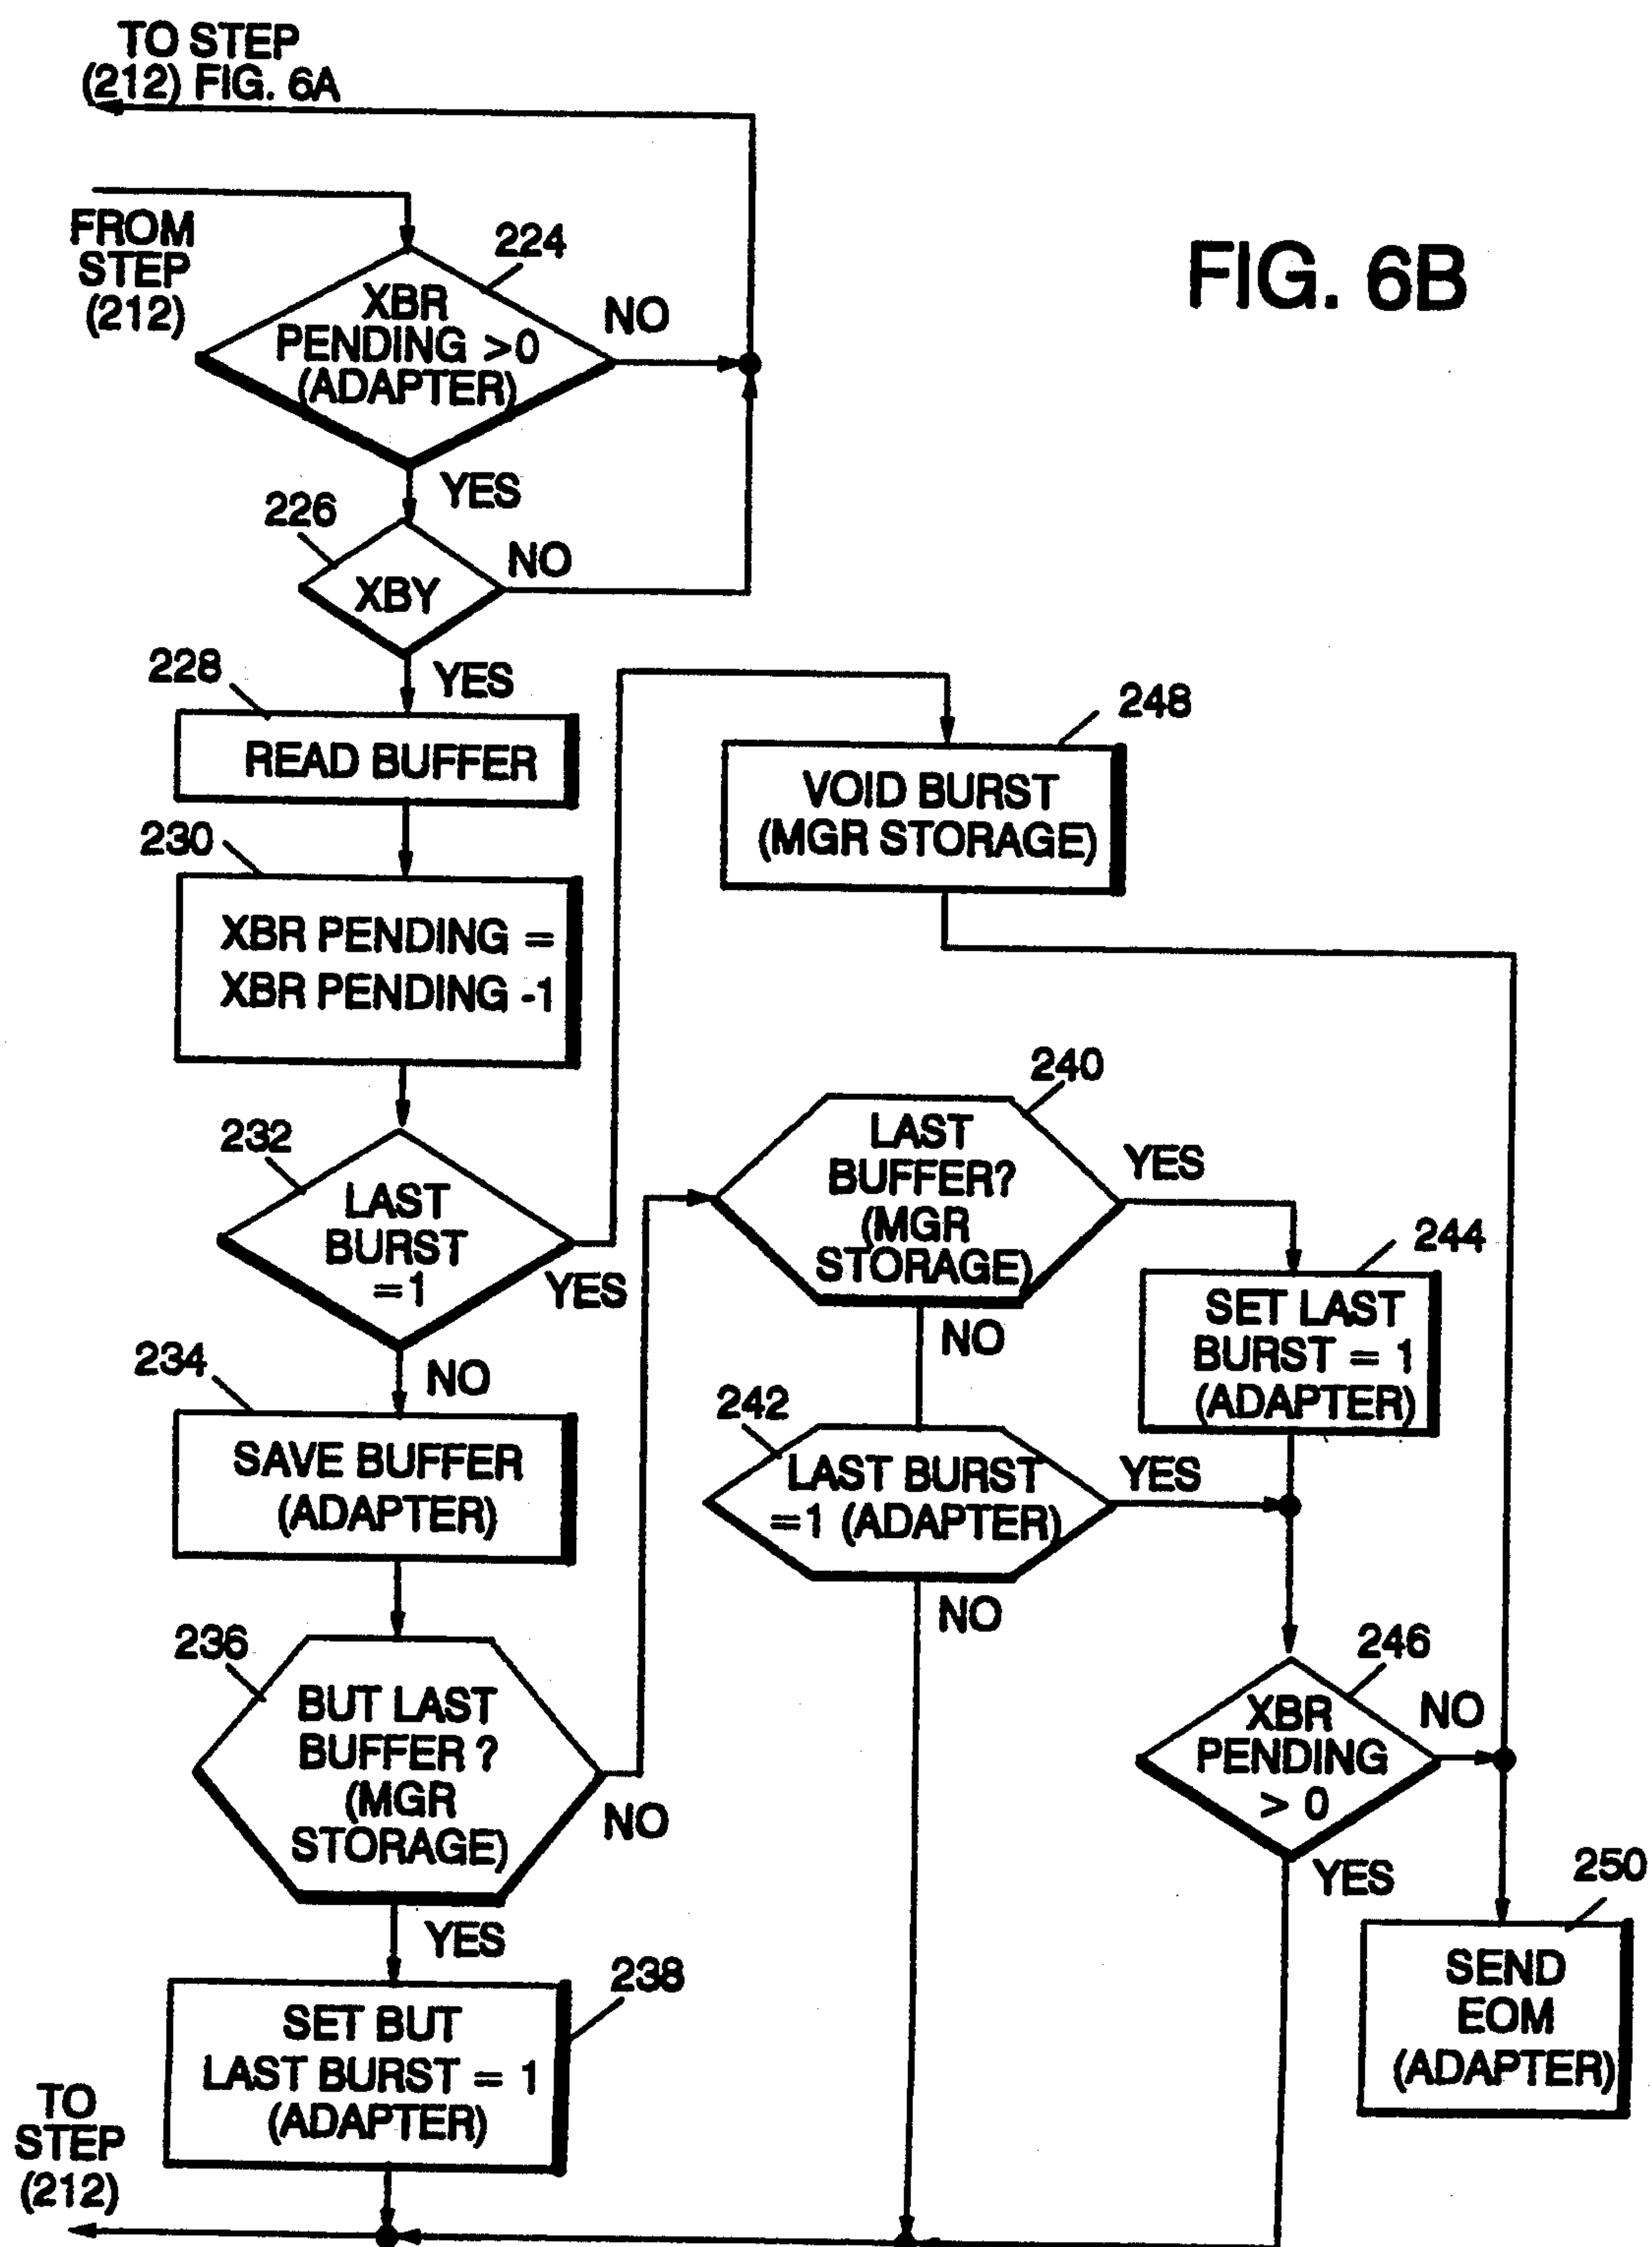 TO STEP
(212) FIG. 6A
FROM
STEP
(212)
224
XBR
PENDING >0
(ADAPTER)
NO
FIG. 6B
YES
226
XBY
NO
YES
228
READ BUFFER
248
VOID BURST
(MGR STORAGE)
230
XBR PENDING =
XBR PENDING -1
232
LAST
BURST
=1
YES
NO
240
LAST
BUFFER?
(MGR
STORAGE)
YES
NO
244
SET LAST
BURST = 1
(ADAPTER)
234
SAVE BUFFER
(ADAPTER)
242
LAST BURST
=1 (ADAPTER)
YES
NO
236
BUT LAST
BUFFER ?
(MGR
STORAGE)
NO
YES
246
XBR
PENDING
> 0
NO
YES
250
SEND
EOM
(ADAPTER)
238
SET BUT
LAST BURST = 1
(ADAPTER)
TO
STEP
(212)